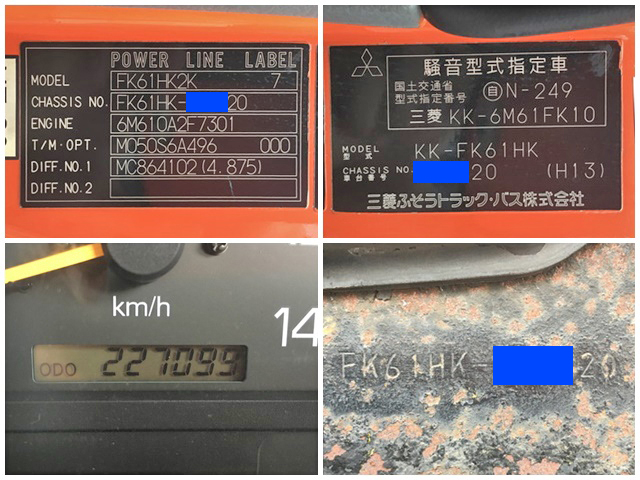 POWER LINE LABEL
MODEL FK61HK2K 7
CHASSIS NO. FK61HK- 20
ENGINE 6M610A2F7301
T/M·OPT. M050S6A496 000
DIFF.NO.1 MC864102(4.875)
DIFF.NO.2
騒音型式指定車
国土交通省
型式指定番号 自N-249
三菱 KK-6M61FK10
MODEL
型式 KK-FK61HK
CHASSIS NO.
車台番号 20 (H13)
三菱ふそうトラック・バス株式会社
km/h
14
ODO 227099
FK61HK- 20